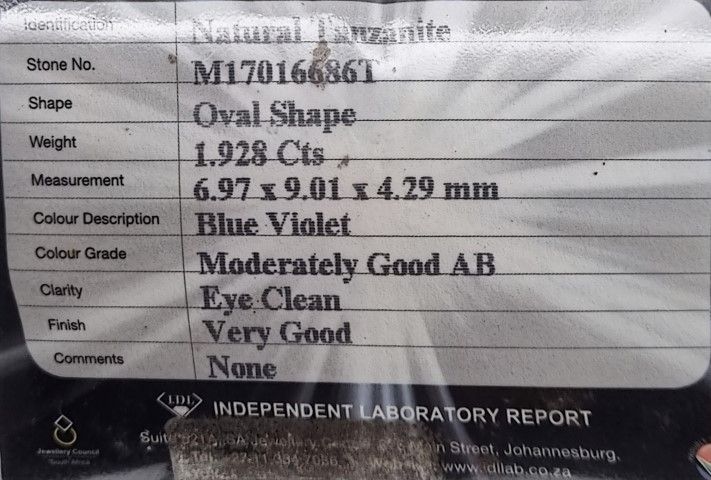 Identification Natural Tanzanite
Stone No. M17016686T
Shape Oval Shape
Weight 1.928 Cts
Measurement 6.97 x 9.01 x 4.29 mm
Colour Description Blue Violet
Colour Grade Moderately Good AB
Clarity Eye Clean
Finish Very Good
Comments None
LDL INDEPENDENT LABORATORY REPORT
Jewellery Council
South Africa
Jewellery Street, Johannesburg.
www.idllab.co.za